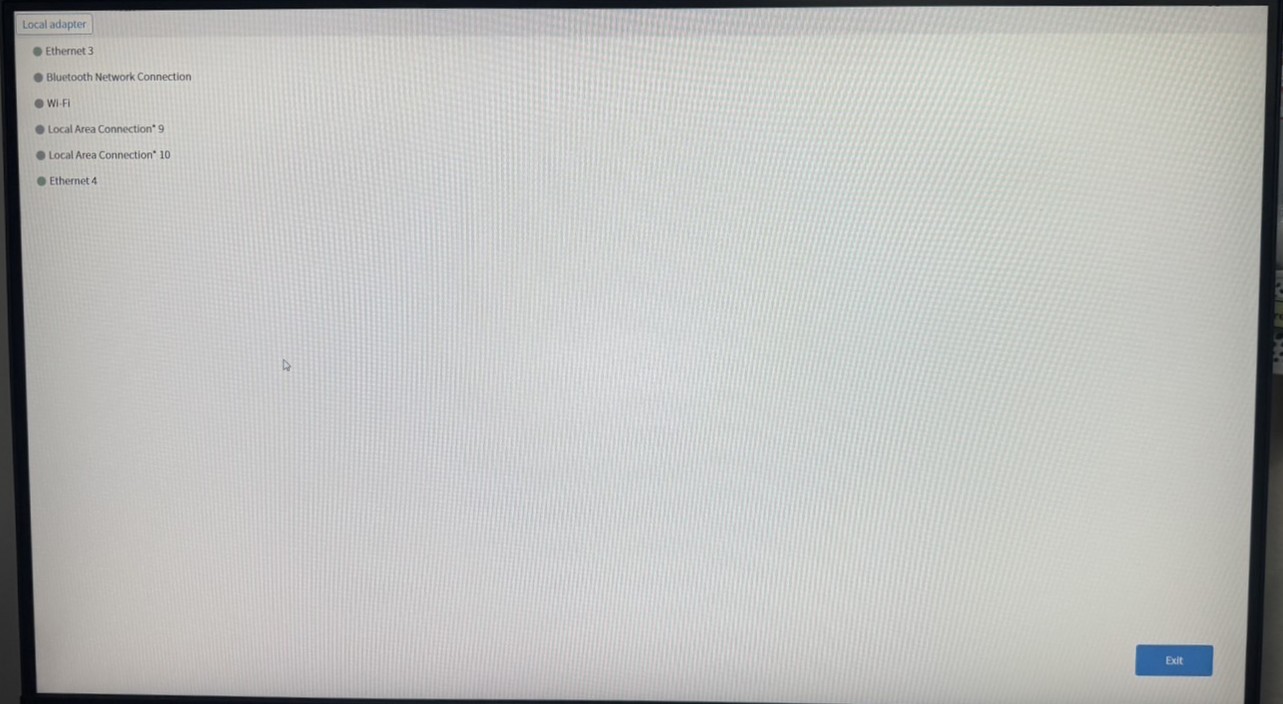 Local adapter
Ethernet 3
Bluetooth Network Connection
Wi-Fi
Local Area Connection* 9
Local Area Connection* 10
Ethernet 4
Exit